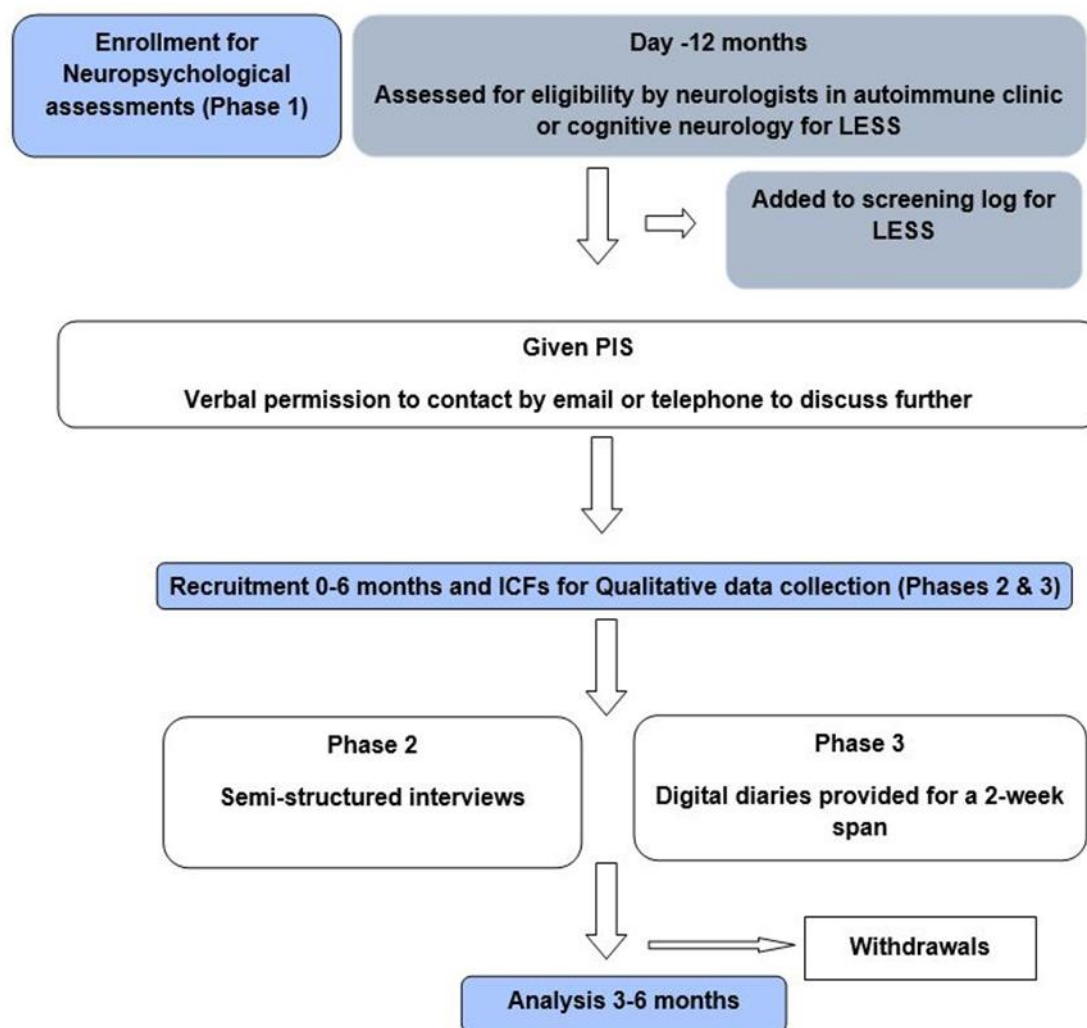 Enrollment for
Neuropsychological
assessments (Phase 1)
Day -12 months
Assessed for eligibility by neurologists in autoimmune clinic
or cognitive neurology for LESS
Added to screening log for
LESS
Given PIS
Verbal permission to contact by email or telephone to discuss further
Recruitment 0-6 months and ICFs for Qualitative data collection (Phases 2 & 3)
Phase 2
Semi-structured interviews
Phase 3
Digital diaries provided for a 2-week
span
Withdrawals
Analysis 3-6 months